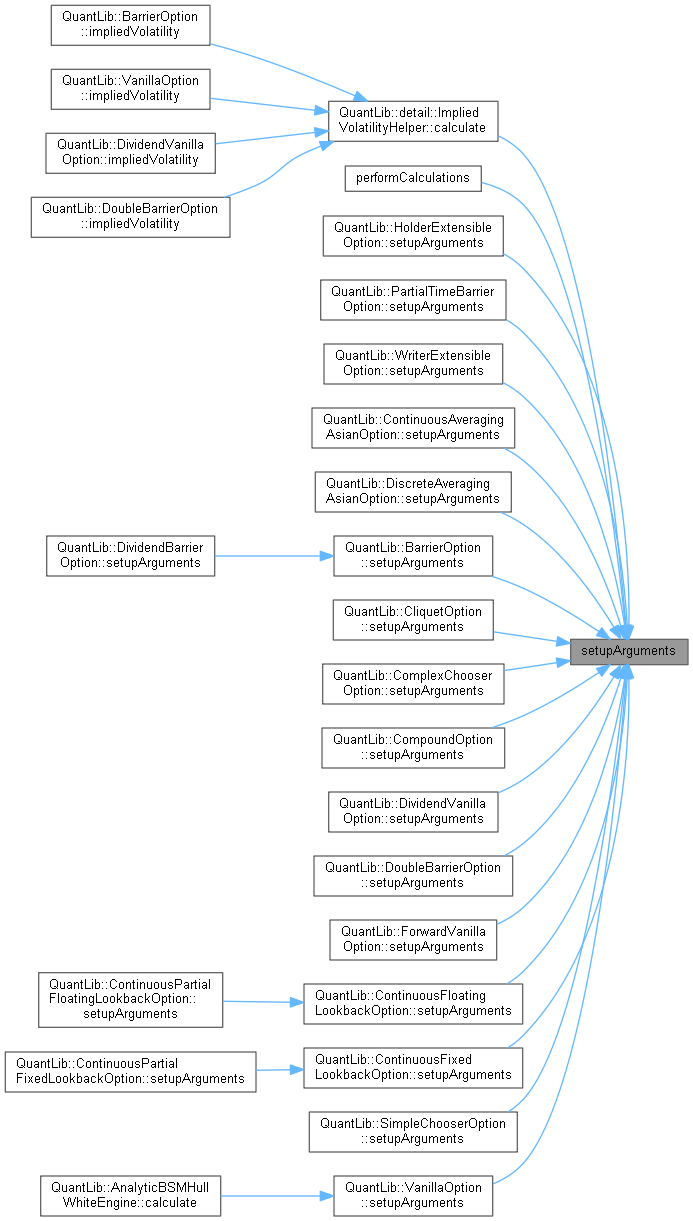 QuantLib::BarrierOption
::impliedVolatility
QuantLib::VanillaOption
::impliedVolatility
QuantLib::DividendVanilla
Option::impliedVolatility
QuantLib::DoubleBarrierOption
::impliedVolatility
QuantLib::detail::Implied
VolatilityHelper::calculate
performCalculations
QuantLib::HolderExtensible
Option::setupArguments
QuantLib::PartialTimeBarrier
Option::setupArguments
QuantLib::WriterExtensible
Option::setupArguments
QuantLib::ContinuousAveraging
AsianOption::setupArguments
QuantLib::DiscreteAveraging
AsianOption::setupArguments
QuantLib::DividendBarrier
Option::setupArguments
QuantLib::BarrierOption
::setupArguments
QuantLib::CliquetOption
::setupArguments
setupArguments
QuantLib::ComplexChooser
Option::setupArguments
QuantLib::CompoundOption
::setupArguments
QuantLib::DividendVanilla
Option::setupArguments
QuantLib::DoubleBarrierOption
::setupArguments
QuantLib::ForwardVanilla
Option::setupArguments
QuantLib::ContinuousPartial
FloatingLookbackOption::
setupArguments
QuantLib::ContinuousFloating
LookbackOption::setupArguments
QuantLib::ContinuousPartial
FixedLookbackOption::setupArguments
QuantLib::ContinuousFixed
LookbackOption::setupArguments
QuantLib::SimpleChooserOption
::setupArguments
QuantLib::AnalyticBSMHull
WhiteEngine::calculate
QuantLib::VanillaOption
::setupArguments